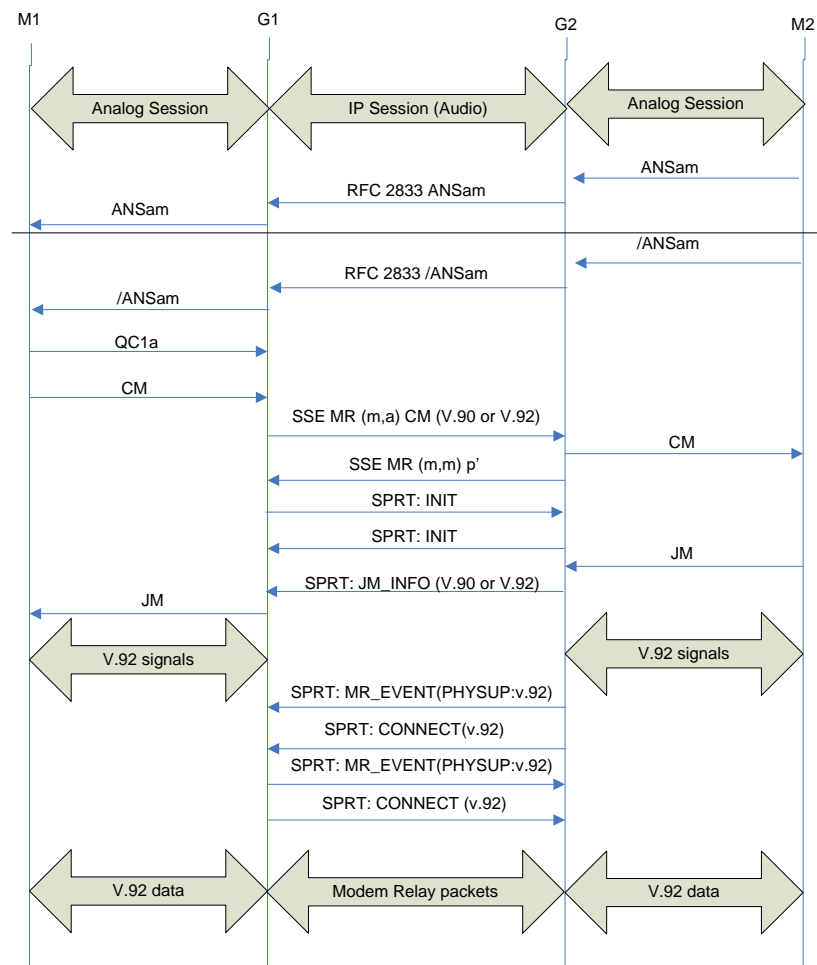 M1
G1
G2
M2
Analog Session
IP Session (Audio)
Analog Session
ANSam
RFC 2833 ANSam
ANSam
/ANSam
RFC 2833 /ANSam
/ANSam
QC1a
CM
SSE MR (m,a) CM (V.90 or V.92)
CM
SSE MR (m,m) p'
SPRT: INIT
SPRT: INIT
JM
SPRT: JM_INFO (V.90 or V.92)
JM
V.92 signals
V.92 signals
SPRT: MR_EVENT(PHYSUP:v.92)
SPRT: CONNECT(v.92)
SPRT: MR_EVENT(PHYSUP:v.92)
SPRT: CONNECT (v.92)
V.92 data
Modem Relay packets
V.92 data